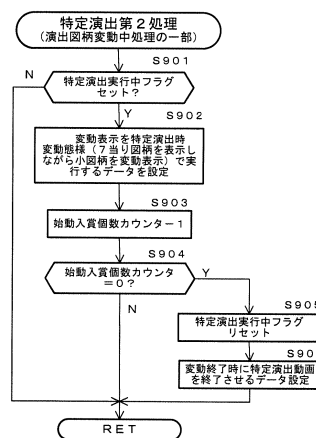 特定演出第2処理
(演出図柄変動中処理の一部)
S901
N
特定演出実行中フラグ
セット?
Y
S902
変動表示を特定演出時
変動態様(7当り図柄を表示し
ながら小図柄を変動表示)で実
行するデータを設定
S903
始動入賞個数カウンター1
S904
始動入賞個数カウンタ
=0?
Y
N
S905
特定演出実行中フラグ
リセット
S90
変動終了時に特定演出動画
を終了させるデータ設定
RET